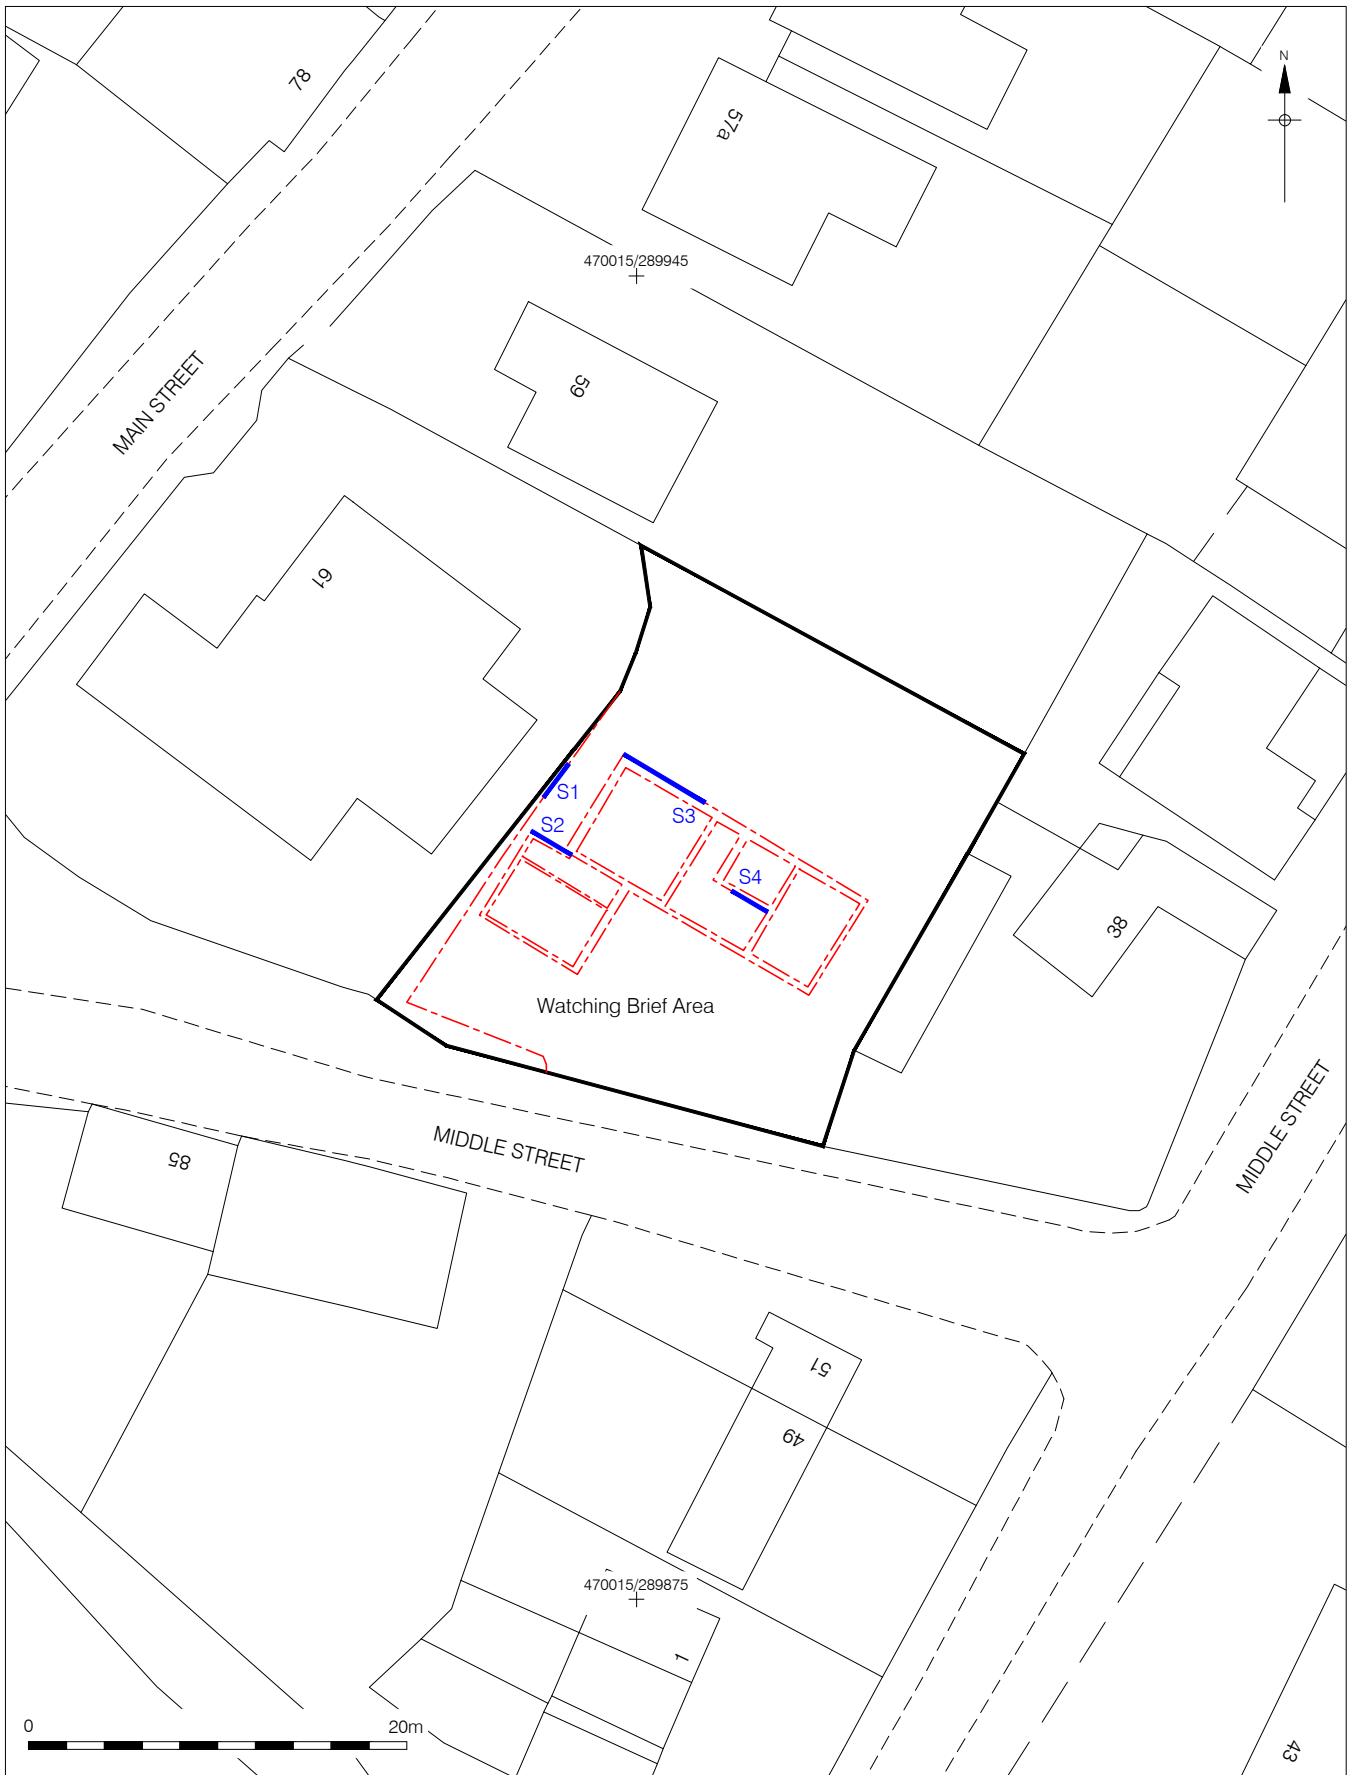 78
57a
N
470015/289945
MAIN STREET
59
61
S1
S2
S3
S4
38
Watching Brief Area
MIDDLE STREET
MIDDLE STREET
85
51
49
470015/289875
1
0
20m
43